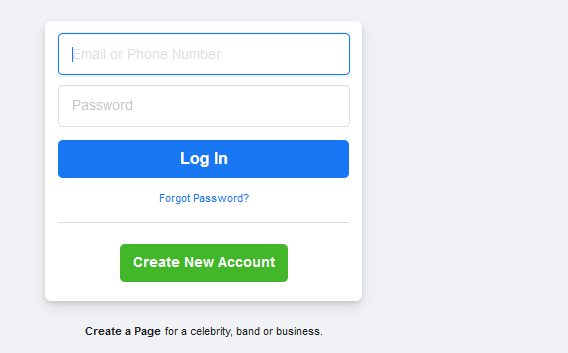 Email or Phone Number
Password
Log In
Forgot Password?
Create New Account
Create a Page for a celebrity, band or business.